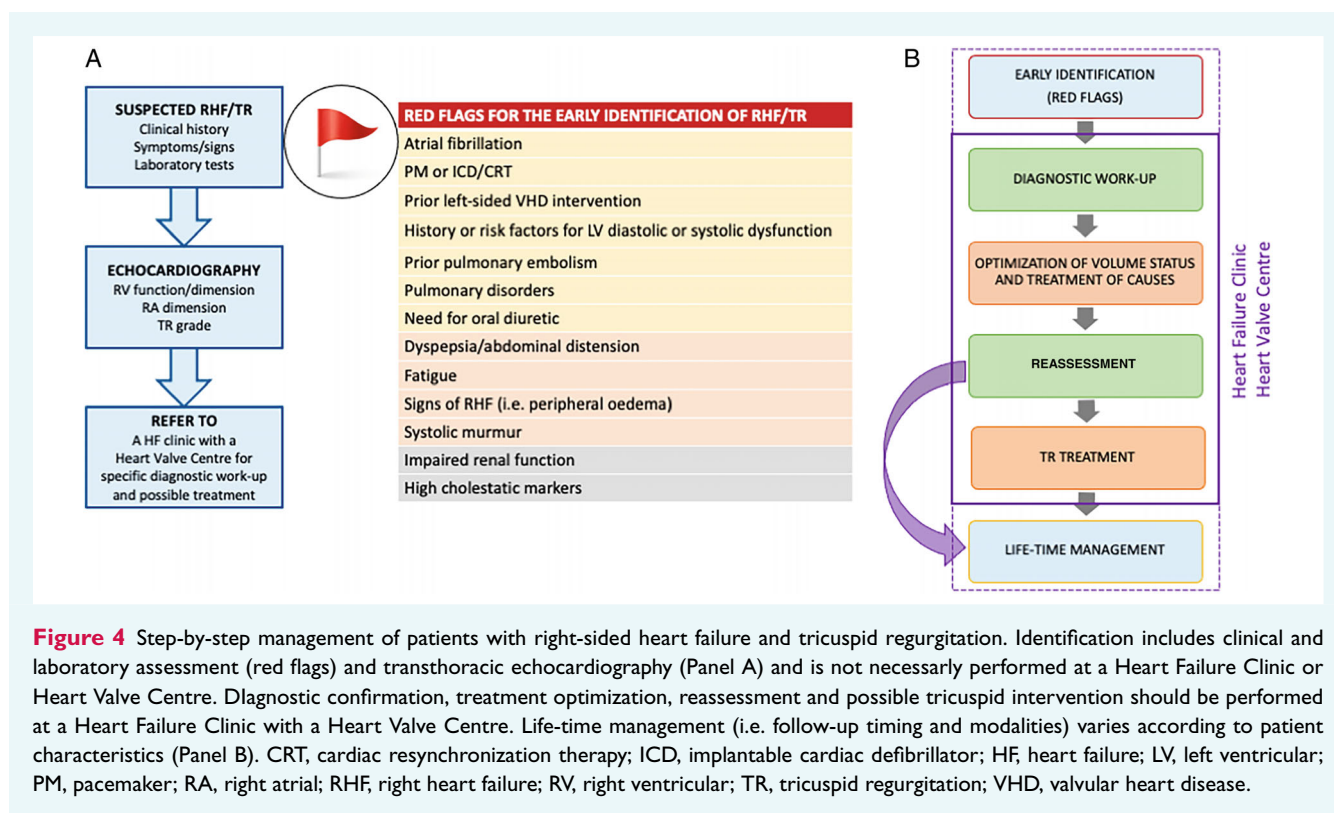 A
SUSPECTED RHF/TR
Clinical history
Symptoms/signs
Laboratory tests
ECHOCARDIOGRAPHY
RV function/dimension
RA dimension
TR grade
REFER TO
A HF clinic with a
Heart Valve Centre for
specific diagnostic work-up
and possible treatment
RED FLAGS FOR THE EARLY IDENTIFICATION OF RHF/TR
Atrial fibrillation
PM or ICD/CRT
Prior left-sided VHD intervention
History or risk factors for LV diastolic or systolic dysfunction
Prior pulmonary embolism
Pulmonary disorders
Need for oral diuretic
Dyspepsia/abdominal distension
Fatigue
Signs of RHF (i.e. peripheral oedema)
Systolic murmur
Impaired renal function
High cholestatic markers
B
EARLY IDENTIFICATION
(RED FLAGS)
DIAGNOSTIC WORK-UP
OPTIMIZATION OF VOLUME STATUS
AND TREATMENT OF CAUSES
REASSESSMENT
TR TREATMENT
LIFE-TIME MANAGEMENT
Heart Failure Clinic
Heart Valve Centre
Figure 4 Step-by-step management of patients with right-sided heart failure and tricuspid regurgitation. Identification includes clinical and
laboratory assessment (red flags) and transthoracic echocardiography (Panel A) and is not necessarly performed at a Heart Failure Clinic or
Heart Valve Centre. DIagnostic confirmation, treatment optimization, reassessment and possible tricuspid intervention should be performed
at a Heart Failure Clinic with a Heart Valve Centre. Life-time management (i.e. follow-up timing and modalities) varies according to patient
characteristics (Panel B). CRT, cardiac resynchronization therapy; ICD, implantable cardiac defibrillator; HF, heart failure; LV, left ventricular;
PM, pacemaker; RA, right atrial; RHF, right heart failure; RV, right ventricular; TR, tricuspid regurgitation; VHD, valvular heart disease.